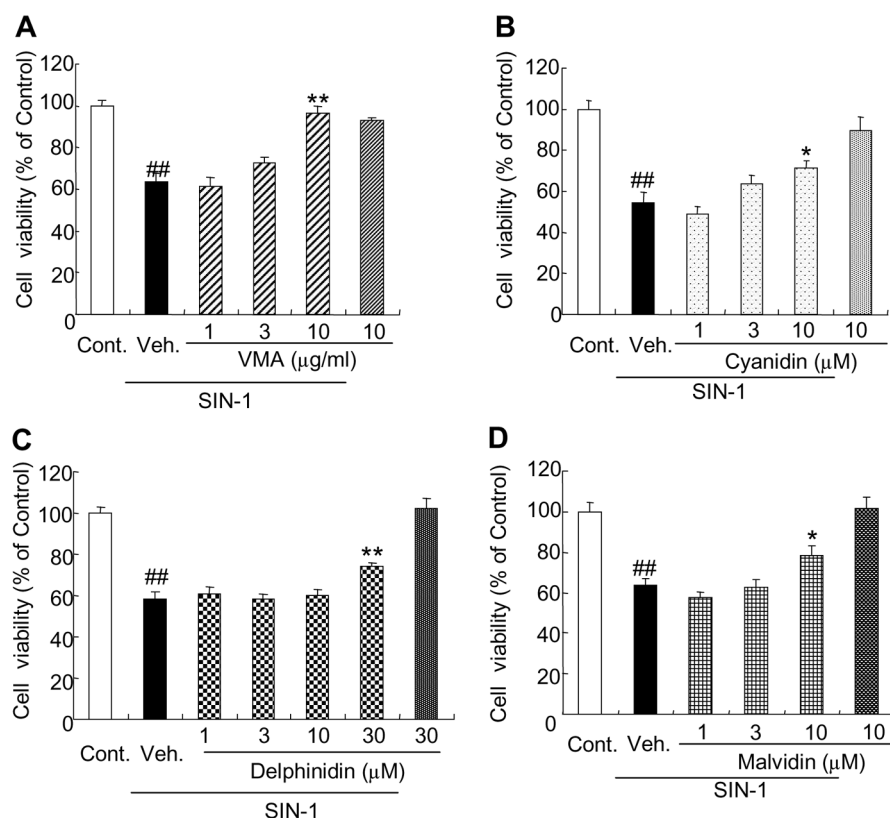 A
Cell viability (% of Control)
120
100
80
60
40
20
0
##
**
Cont. Veh. 1 3 10 10
VMA (μg/ml)
SIN-1
B
Cell viability (% of Control)
120
100
80
60
40
20
0
##
*
Cont. Veh. 1 3 10 10
Cyanidin (μM)
SIN-1
C
Cell viability (% of Control)
120
100
80
60
40
20
0
##
**
Cont. Veh. 1 3 10 30 30
Delphinidin (μM)
SIN-1
D
Cell viability (% of Control)
120
100
80
60
40
20
0
##
*
Cont. Veh. 1 3 10 10
Malvidin (μM)
SIN-1